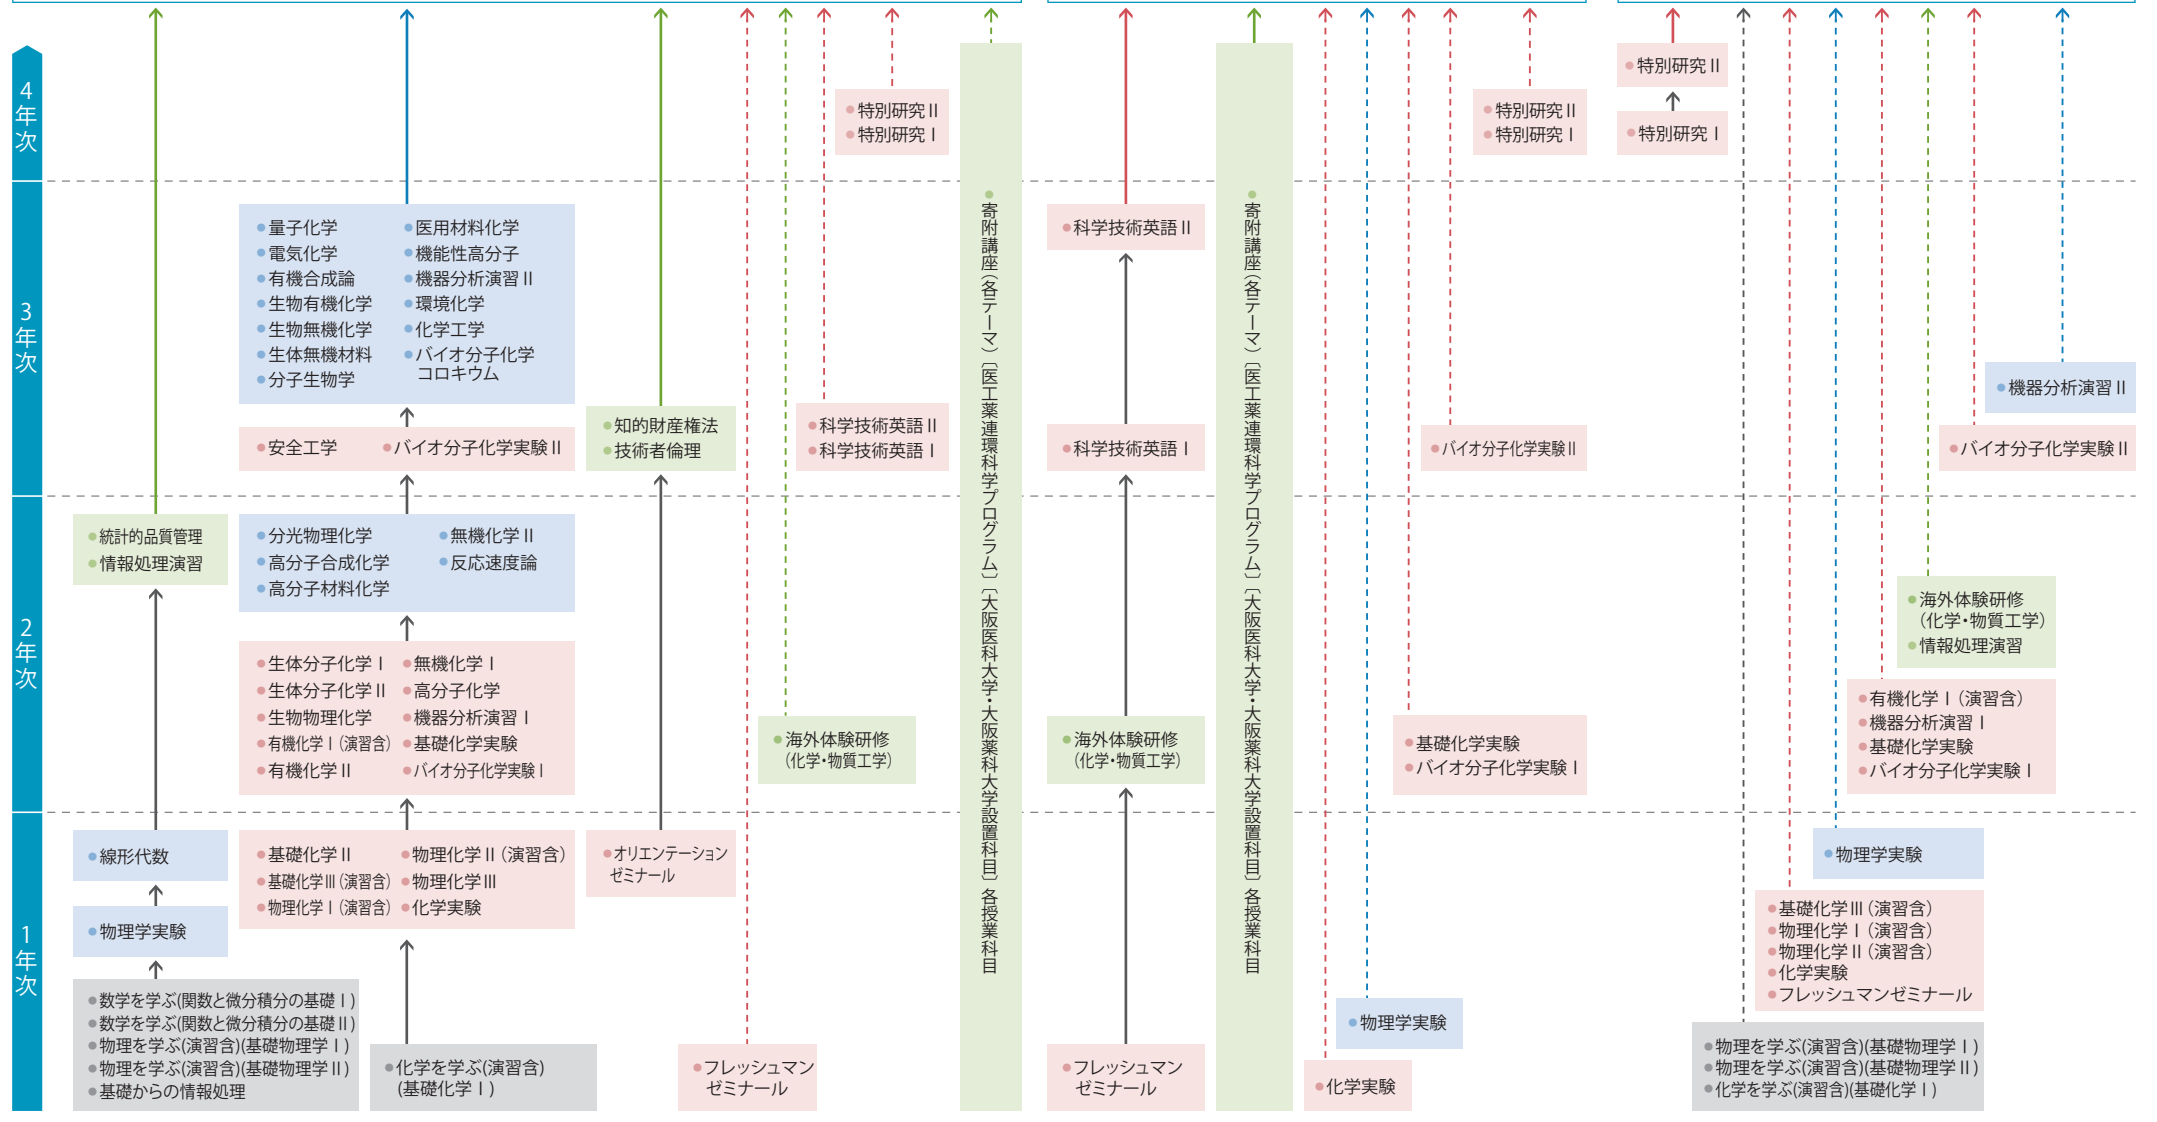 4年次
特別研究Ⅱ
特別研究Ⅰ
特別研究Ⅱ
特別研究Ⅰ
特別研究Ⅱ
特別研究Ⅰ
寄附講座(各テーマ)〔医工薬連環科学プログラム〕〔大阪医科大学・大阪薬科大学設置科目〕各授業科目
寄附講座(各テーマ)〔医工薬連環科学プログラム〕〔大阪医科大学・大阪薬科大学設置科目〕各授業科目
3年次
量子化学
電気化学
有機合成論
生物有機化学
生物無機化学
生体無機材料
分子生物学
医用材料化学
機能性高分子
機器分析演習Ⅱ
環境化学
化学工学
バイオ分子化学
コロキウム
安全工学
バイオ分子化学実験Ⅱ
知的財産権法
技術者倫理
科学技術英語Ⅱ
科学技術英語Ⅰ
科学技術英語Ⅱ
科学技術英語Ⅰ
バイオ分子化学実験Ⅱ
機器分析演習Ⅱ
バイオ分子化学実験Ⅱ
2年次
統計的品質管理
情報処理演習
分光物理化学
高分子合成化学
高分子材料化学
無機化学Ⅱ
反応速度論
生体分子化学Ⅰ
生体分子化学Ⅱ
生物物理化学
有機化学Ⅰ(演習含)
有機化学Ⅱ
無機化学Ⅰ
高分子化学
機器分析演習Ⅰ
基礎化学実験
バイオ分子化学実験Ⅰ
海外体験研修
(化学・物質工学)
海外体験研修
(化学・物質工学)
基礎化学実験
バイオ分子化学実験Ⅰ
海外体験研修
(化学・物質工学)
情報処理演習
有機化学Ⅰ(演習含)
機器分析演習Ⅰ
基礎化学実験
バイオ分子化学実験Ⅰ
1年次
線形代数
物理学実験
数学を学ぶ(関数と微分積分の基礎Ⅰ)
数学を学ぶ(関数と微分積分の基礎Ⅱ)
物理を学ぶ(演習含)(基礎物理学Ⅰ)
物理を学ぶ(演習含)(基礎物理学Ⅱ)
基礎からの情報処理
基礎化学Ⅱ
基礎化学Ⅲ(演習含)
物理化学Ⅰ(演習含)
物理化学Ⅱ(演習含)
物理化学Ⅲ
化学実験
化学を学ぶ(演習含)
(基礎化学Ⅰ)
オリエンテーション
ゼミナール
フレッシュマン
ゼミナール
フレッシュマン
ゼミナール
物理学実験
化学実験
物理学実験
基礎化学Ⅲ(演習含)
物理化学Ⅰ(演習含)
物理化学Ⅱ(演習含)
化学実験
フレッシュマンゼミナール
物理を学ぶ(演習含)(基礎物理学Ⅰ)
物理を学ぶ(演習含)(基礎物理学Ⅱ)
化学を学ぶ(演習含)(基礎化学Ⅰ)